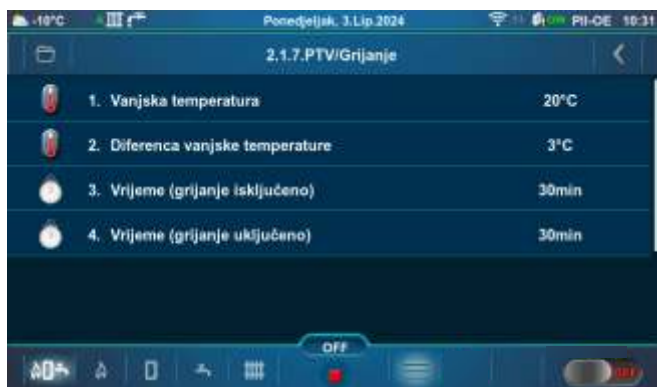 -10°C Ponedjeljak, 3.Lip.2024 PII-OE 10:31
2.1.7.PTV/Grijanje
1. Vanjska temperatura 20°C
2. Diferenca vanjske temperature 3°C
3. Vrijeme (grijanje isključeno) 30min
4. Vrijeme (grijanje uključeno) 30min
OFF
OFF